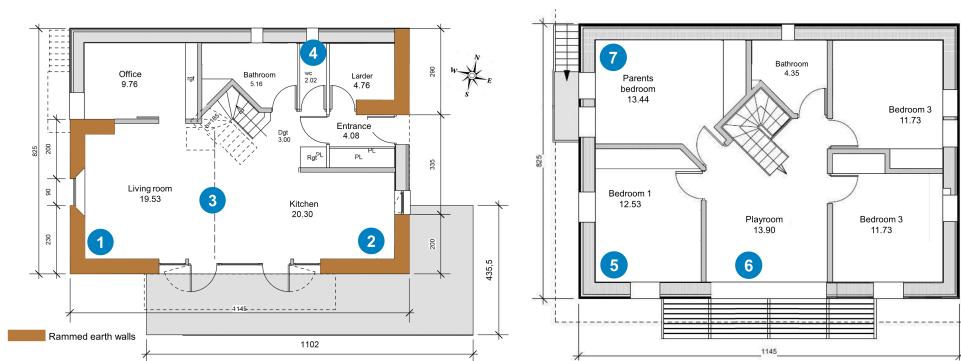 4
Office
9.76
rgt
Bathroom
5.16
wc
2.02
Larder
4.76
N
W
E
S
290
Dgt
3.00
Entrance
4.08
Rgt
PL
PL
PL
825
200
90
230
335
200
Living room
19.53
3
Kitchen
20.30
1
2
435,5
1145
1102
Rammed earth walls
7
Parents
bedroom
13.44
Bathroom
4.35
Bedroom 3
11.73
825
Bedroom 1
12.53
Playroom
13.90
Bedroom 3
11.73
5
6
1145